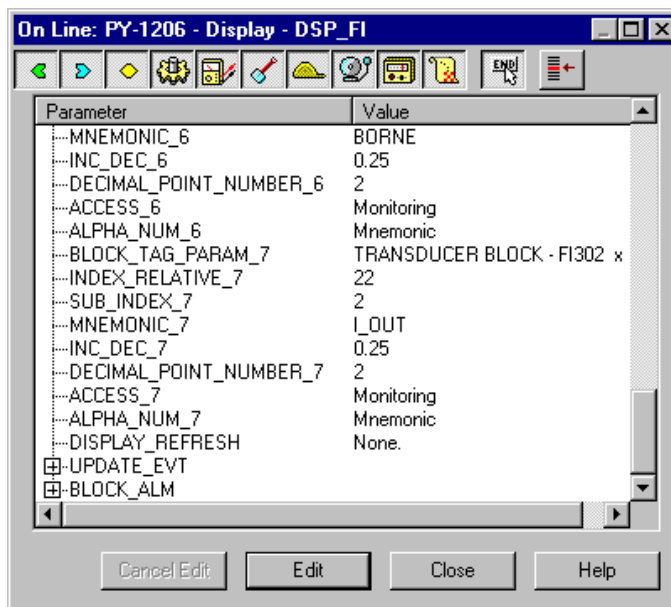 On Line: PY-1206 - Display - DSP_FI
END!
Parameter Value
MNEMONIC_6 BORNE
INC_DEC_6 0.25
DECIMAL_POINT_NUMBER_6 2
ACCESS_6 Monitoring
ALPHA_NUM_6 Mnemonic
BLOCK_TAG_PARAM_7 TRANSDUCER BLOCK - FI302 x
INDEX_RELATIVE_7 22
SUB_INDEX_7 2
MNEMONIC_7 I_OUT
INC_DEC_7 0.25
DECIMAL_POINT_NUMBER_7 2
ACCESS_7 Monitoring
ALPHA_NUM_7 Mnemonic
DISPLAY_REFRESH None.
UPDATE_EVT
BLOCK_ALM
Cancel Edit Edit Close Help